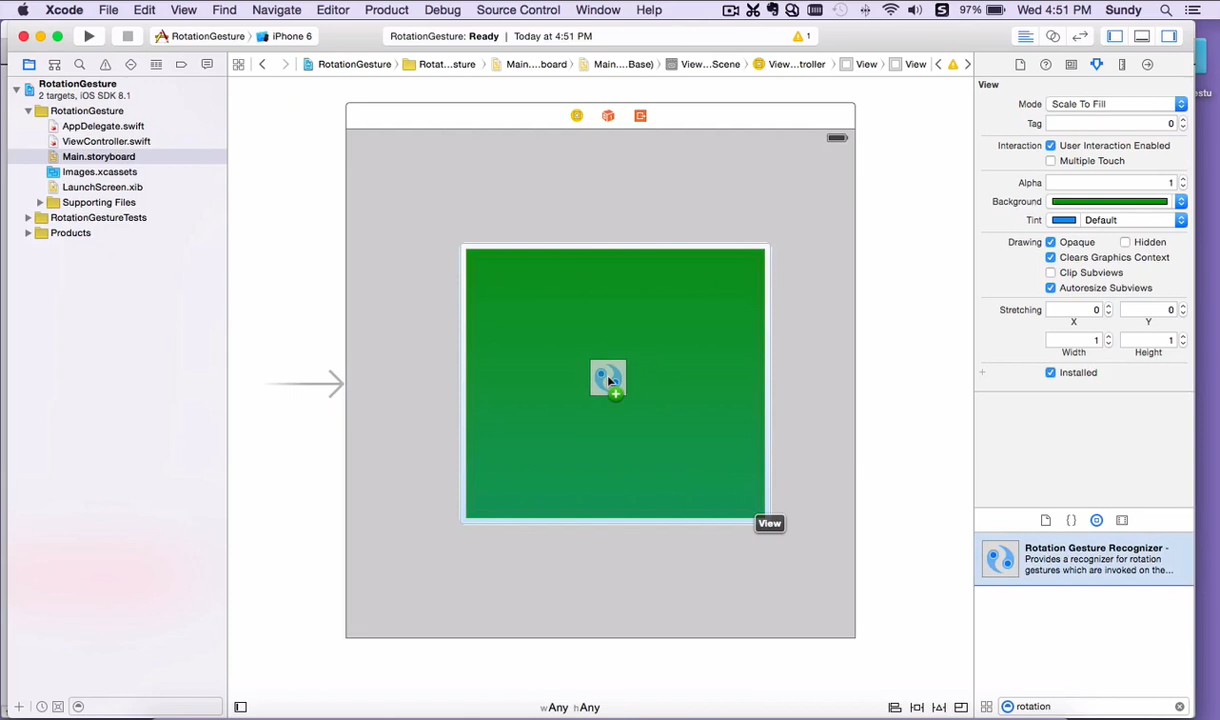 Xcode File Edit View Find Navigate Editor Product Debug Source Control Window Help
97% Wed 4:51 PM Sundy
RotationGesture iPhone 6
RotationGesture: Ready | Today at 4:51 PM
1
RotationGesture Rotat...sture Main....board Main....Base) View...Scene View...troller View View
RotationGesture
2 targets, iOS SDK 8.1
RotationGesture
AppDelegate.swift
ViewController.swift
Main.storyboard
Images.xcassets
LaunchScreen.xib
Supporting Files
RotationGestureTests
Products
View
wAny hAny
View
Mode Scale To Fill
Tag 0
Interaction User Interaction Enabled
Multiple Touch
Alpha 1
Background
Tint Default
Drawing Opaque Hidden
Clears Graphics Context
Clip Subviews
Autoresize Subviews
Stretching 0 0
X Y
1 1
Width Height
Installed
Rotation Gesture Recognizer -
Provides a recognizer for rotation
gestures which are invoked on the...
rotation